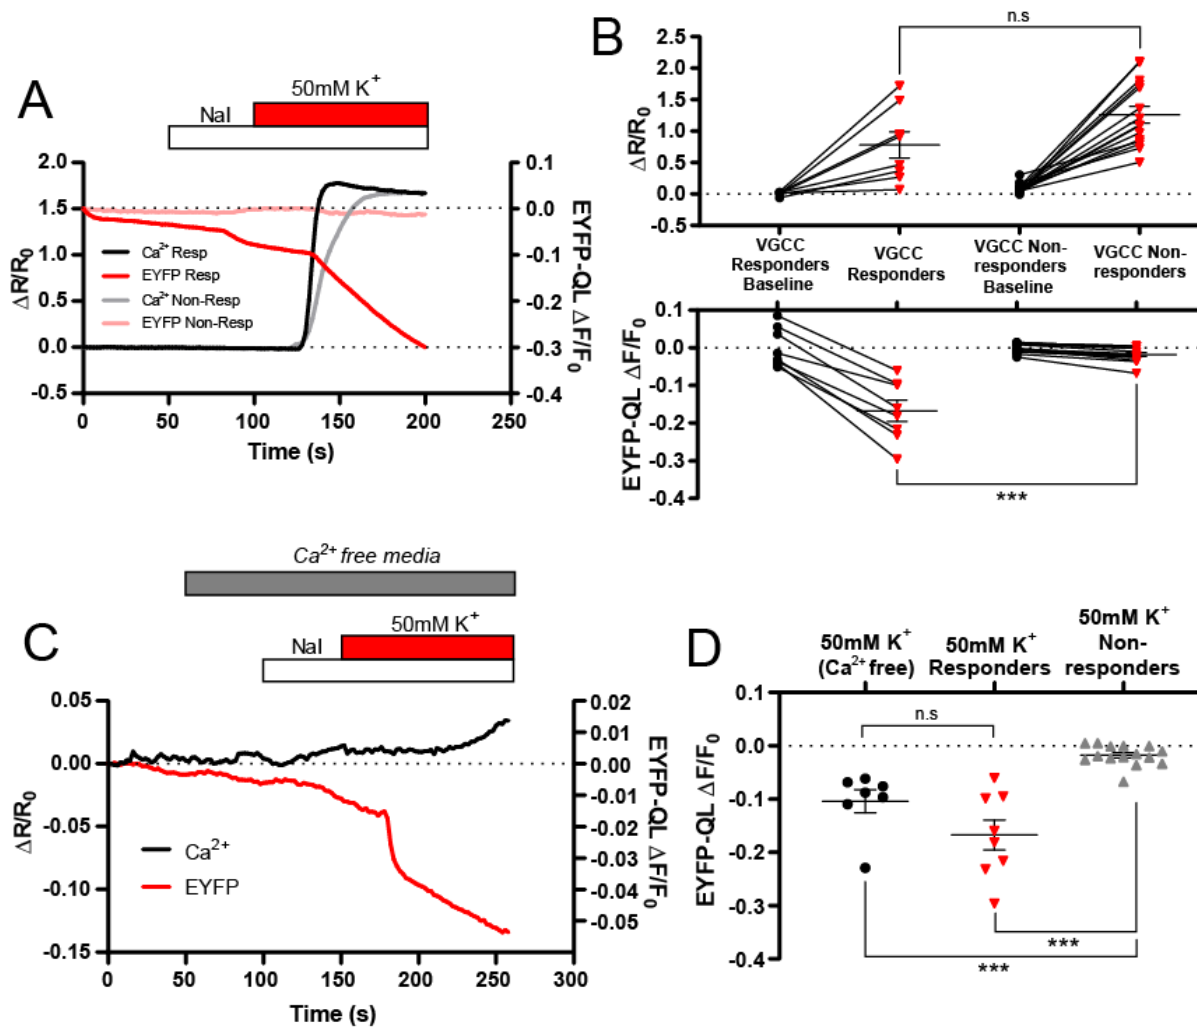 A
50mM K+
NaI
2.0
1.5
1.0
0.5
0.0
-0.5
ΔR/R0
0.1
0.0
-0.1
-0.2
-0.3
-0.4
EYFP-QL ΔF/F0
Ca2+ Resp
EYFP Resp
Ca2+ Non-Resp
EYFP Non-Resp
0
50
100
150
200
250
Time (s)
B
n.s
2.5
2.0
1.5
1.0
0.5
0.0
-0.5
ΔR/R0
VGCC
Responders
Baseline
VGCC
Responders
VGCC Non-
responders
Baseline
VGCC Non-
responders
0.1
0.0
-0.1
-0.2
-0.3
-0.4
EYFP-QL ΔF/F0
***
Ca2+ free media
C
50mM K+
NaI
0.05
0.00
-0.05
-0.10
-0.15
ΔR/R0
0.02
0.01
0.00
-0.01
-0.02
-0.03
-0.04
-0.05
EYFP-QL ΔF/F0
Ca2+
EYFP
0
50
100
150
200
250
300
Time (s)
D
50mM K+
(Ca2+ free)
50mM K+
Responders
50mM K+
Non-
responders
n.s
0.1
0.0
-0.1
-0.2
-0.3
-0.4
EYFP-QL ΔF/F0
***
***